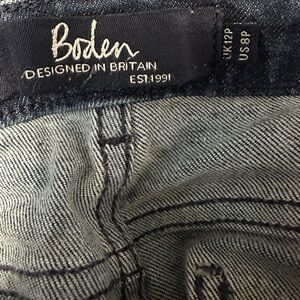 Boden
DESIGNED IN BRITAIN
EST.1991
UK12P
US8P